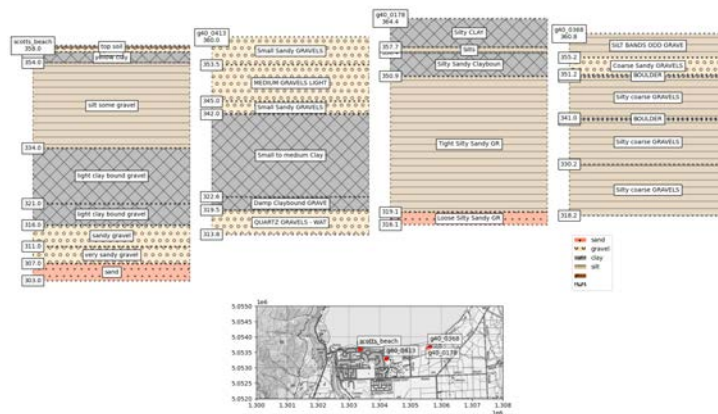 acotts_beach
358.0
top soil
yellow clay
354.0
silt some gravel
334.0
light clay bound gravel
321.0
light clay bound gravel
316.0
sandy gravel
311.0
very sandy gravel
307.0
sand
303.0
g40_0413
360.0
Small Sandy GRAVELS
353.5
MEDIUM GRAVELS LIGHT
345.0
Small Sandy GRAVELS
342.0
Small to medium Clay
322.6
Damp Claybound GRAVE
319.5
QUARTZ GRAVELS - WAT
313.6
g40_0178
364.4
Silty CLAY
357.7
Silts
Silty Sandy Clayboun
350.9
Tight Silty Sandy GR
319.1
Loose Silty Sandy GR
316.1
g40_0368
360.8
SILT BANDS ODD GRAVE
355.2
Coarse Sandy GRAVELS
351.2
BOULDER
Silty coarse GRAVELS
341.0
BOULDER
Silty coarse GRAVELS
330.2
Silty coarse GRAVELS
318.2
sand
gravel
clay
silt
1e6
5.0550
5.0545
5.0540
5.0535
5.0530
5.0525
5.0520
acotts_beach
g40_0413
g40_0368
g40_0178
1.300
1.301
1.302
1.303
1.304
1.305
1.306
1.307
1.308
1e6